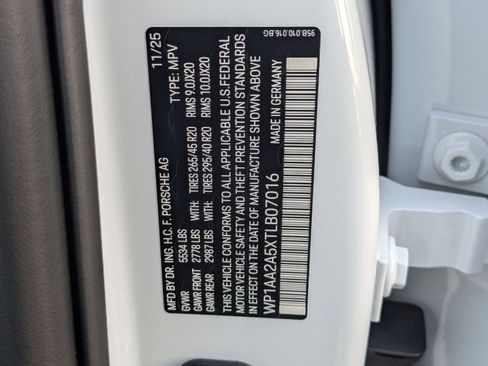 95B.010.016.BG
MFD BY DR. ING. H.C. F. PORSCHE AG 11/25
GVWR 5534 LBS TYPE: MPV
GAWR FRONT 2778 LBS WITH: TIRES 265/45 R20 RIMS 9.0JX20
GAWR REAR 2987 LBS WITH: TIRES 295/40 R20 RIMS 10.0JX20
THIS VEHICLE CONFORMS TO ALL APPLICABLE U.S.FEDERAL
MOTOR VEHICLE SAFETY AND THEFT PREVENTION STANDARDS
IN EFFECT ON THE DATE OF MANUFACTURE SHOWN ABOVE
WP1AA2A5XTLB07016 MADE IN GERMANY